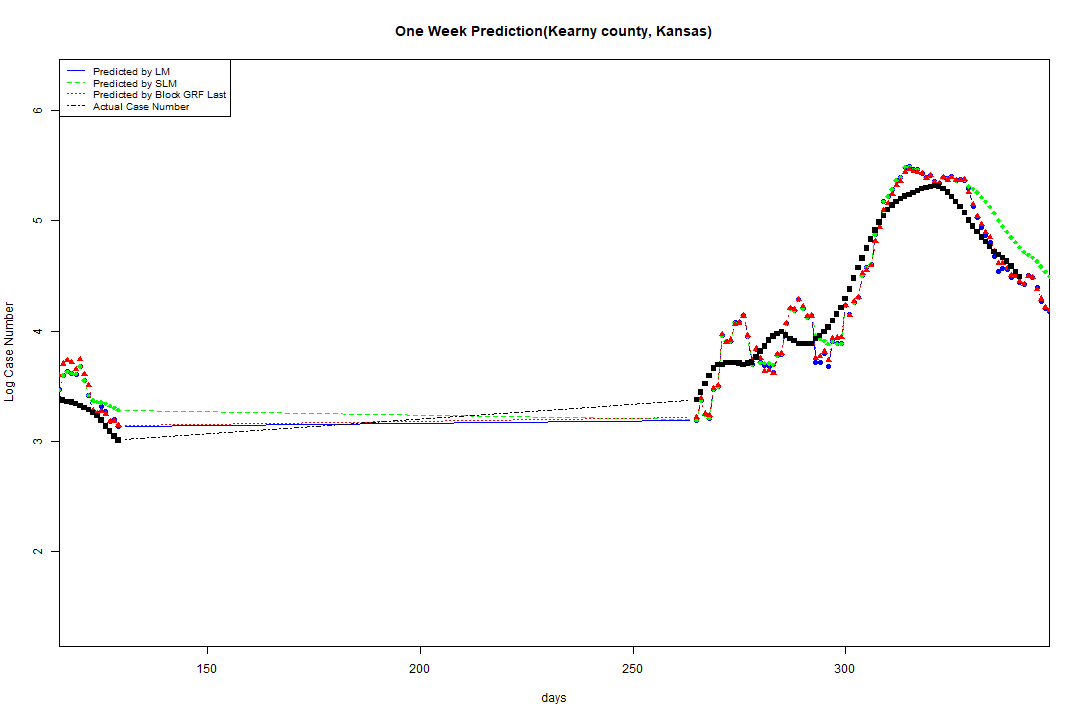 One Week Prediction(Kearny county, Kansas)
Predicted by LM
Predicted by SLM
Predicted by Block GRF Last
Actual Case Number
Log Case Number
6
5
4
3
2
150 200 250 300
days